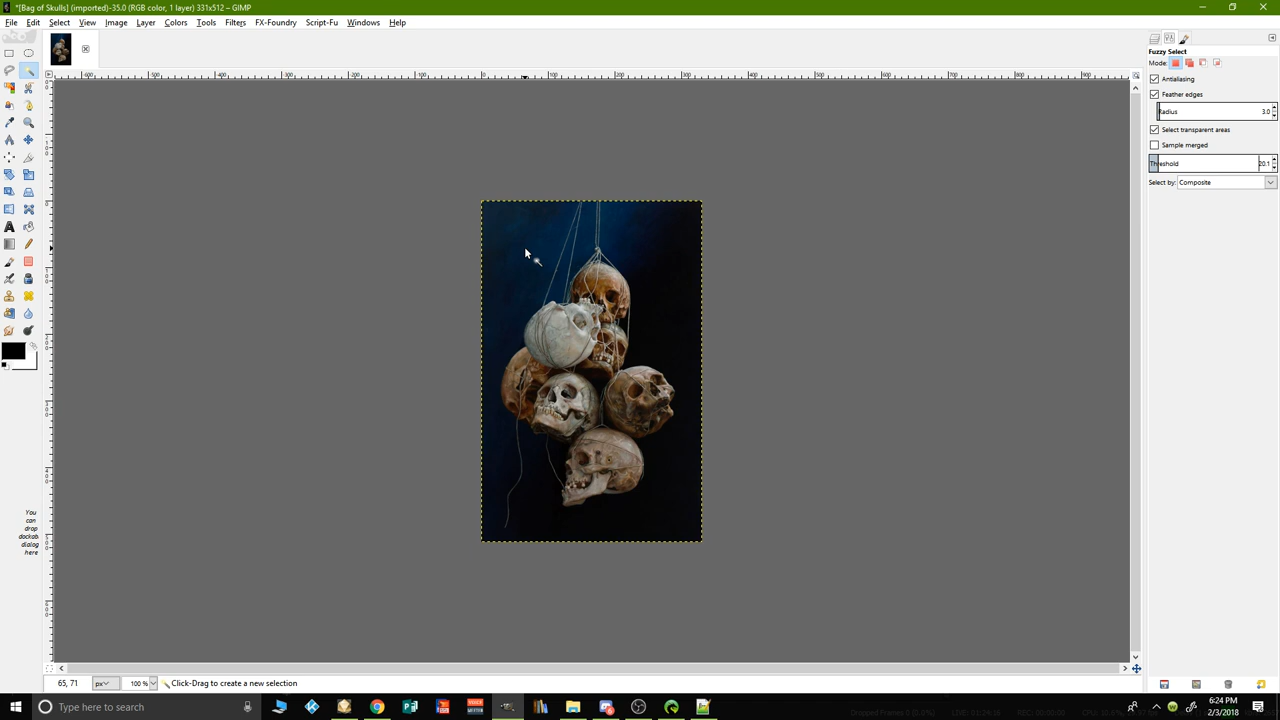 *[Bag of Skulls] (imported)-35.0 (RGB color, 1 layer) 331x512 – GIMP
File Edit Select View Image Layer Colors Tools Filters FX-Foundry Script-Fu Windows Help
Fuzzy Select
Mode:
Antialiasing
Feather edges
Radius 3.0
Select transparent areas
Sample merged
Threshold 20.1
Select by: Composite
You
can
drop
dockable
dialog
here
65, 71 px 100 % Click-Drag to create a new selection
Type here to search
6:24 PM
2/3/2018